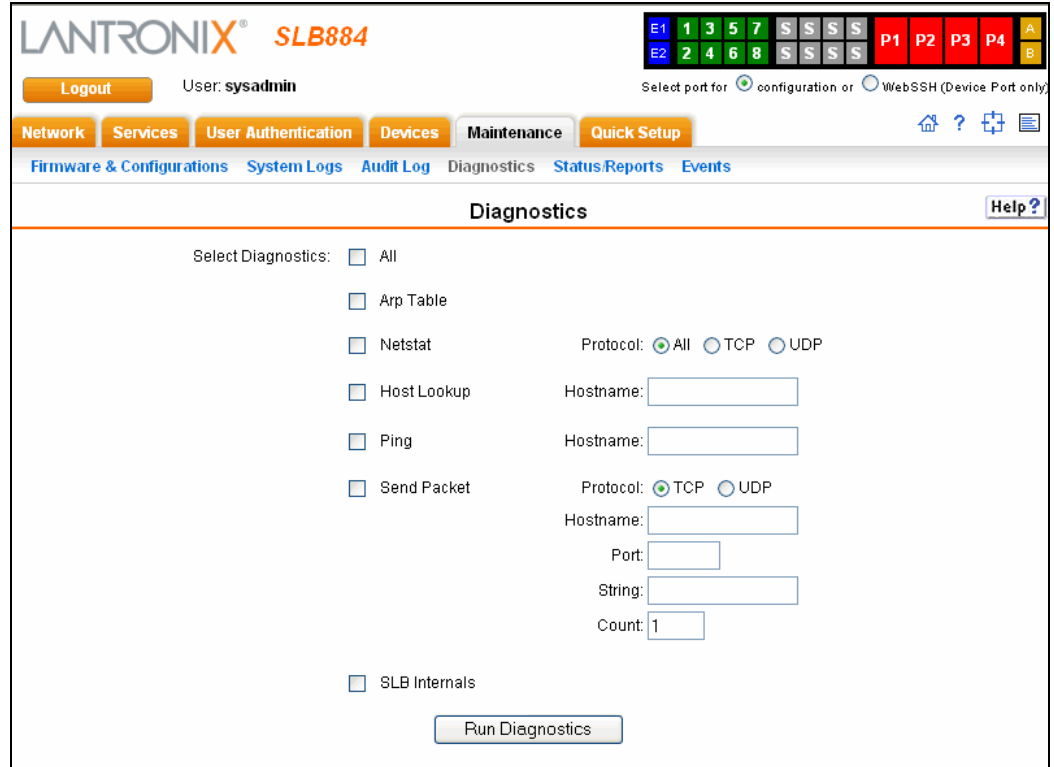 LANTRONIX® SLB884
E1 1 3 5 7 S S S S P1 P2 P3 P4 A
E2 2 4 6 8 S S S S B
Logout User: sysadmin Select port for configuration or WebSSH (Device Port only)
Network Services User Authentication Devices Maintenance Quick Setup ?
Firmware & Configurations System Logs Audit Log Diagnostics Status/Reports Events
Diagnostics Help?
Select Diagnostics: All
Arp Table
Netstat Protocol: All TCP UDP
Host Lookup Hostname:
Ping Hostname:
Send Packet Protocol: TCP UDP
Hostname:
Port:
String:
Count: 1
SLB Internals
Run Diagnostics